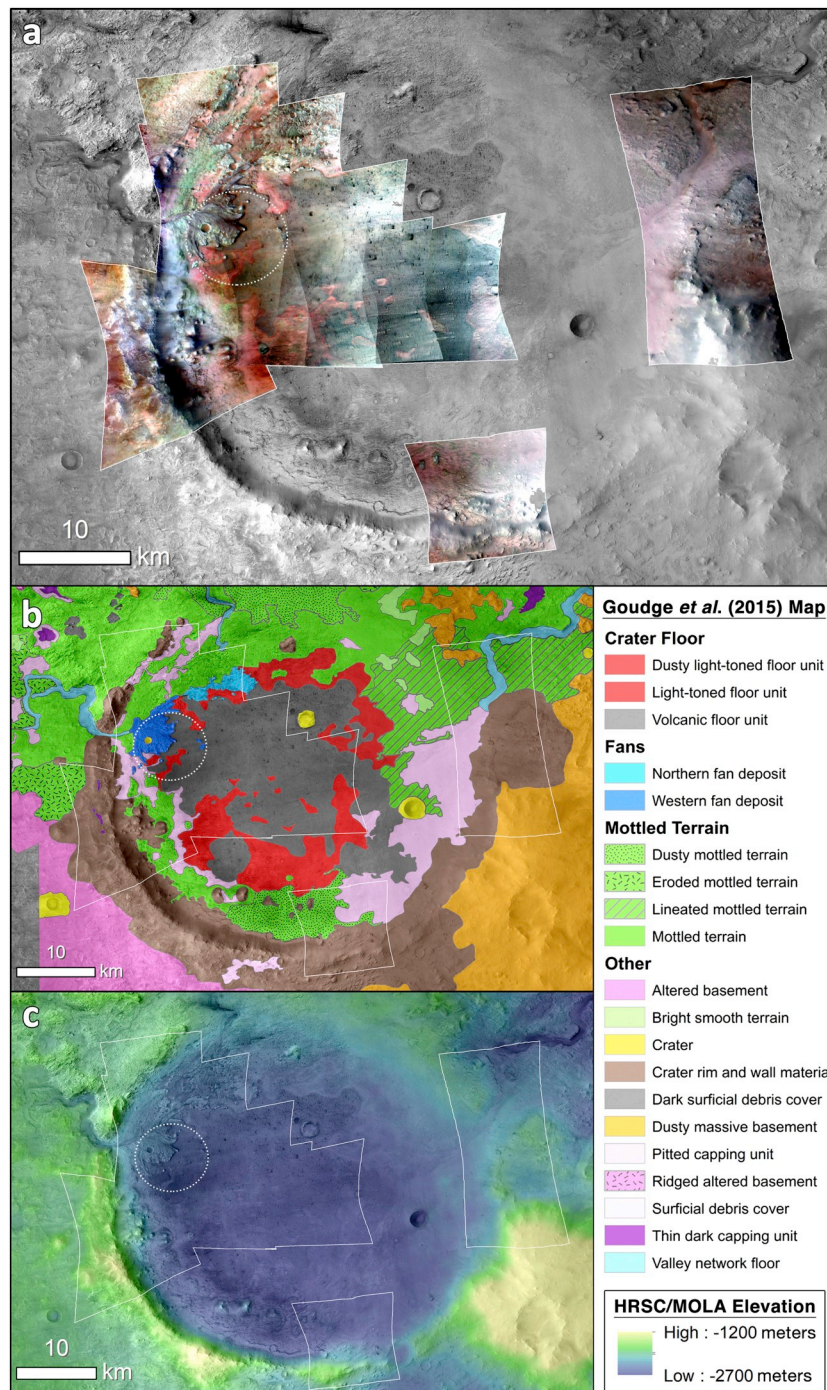 a
10
km
b
10
km
c
10
km
Goudge et al. (2015) Map
Crater Floor
Dusty light-toned floor unit
Light-toned floor unit
Volcanic floor unit
Fans
Northern fan deposit
Western fan deposit
Mottled Terrain
Dusty mottled terrain
Eroded mottled terrain
Lineated mottled terrain
Mottled terrain
Other
Altered basement
Bright smooth terrain
Crater
Crater rim and wall materia
Dark surficial debris cover
Dusty massive basement
Pitted capping unit
Ridged altered basement
Surficial debris cover
Thin dark capping unit
Valley network floor
HRSC/MOLA Elevation
High : -1200 meters
Low : -2700 meters